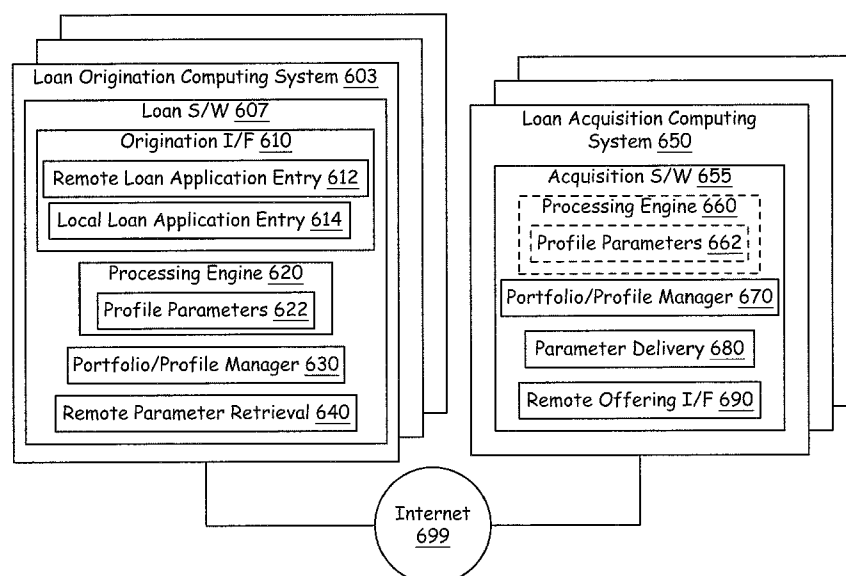 Loan Origination Computing System 603
Loan S/W 607
Origination I/F 610
Remote Loan Application Entry 612
Local Loan Application Entry 614
Processing Engine 620
Profile Parameters 622
Portfolio/Profile Manager 630
Remote Parameter Retrieval 640
Loan Acquisition Computing
System 650
Acquisition S/W 655
Processing Engine 660
Profile Parameters 662
Portfolio/Profile Manager 670
Parameter Delivery 680
Remote Offering I/F 690
Internet
699